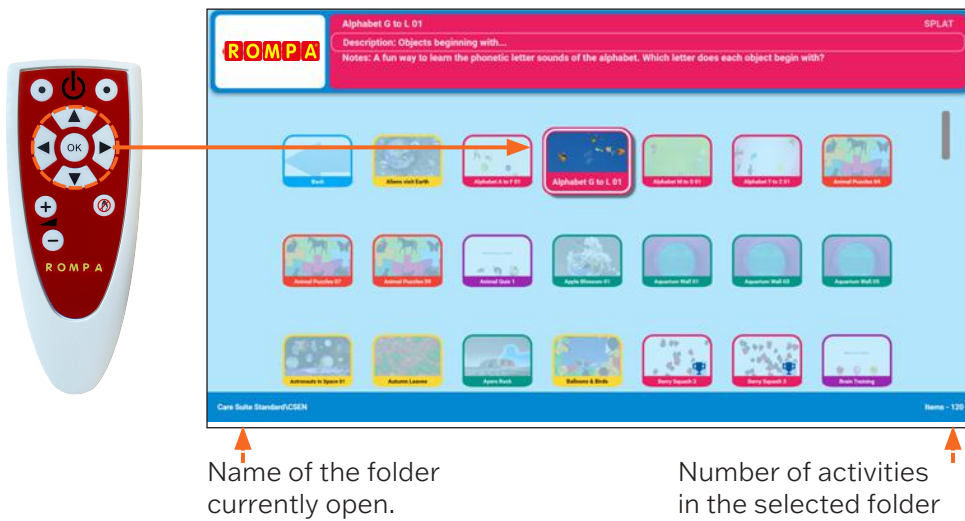 Alphabet G to L 01
SPLAT
ROMPA
Description: Objects beginning with...
Notes: A fun way to learn the phonetic letter sounds of the alphabet. Which letter does each object begin with?
OK
+
−
ROMPA
Back
Aliens visit Earth
Alphabet A to F 01
Alphabet G to L 01
Alphabet M to S 01
Alphabet T to Z 01
Animal Puzzles 04
Animal Puzzles 07
Animal Puzzles 09
Animal Quiz 1
Apple Blossom 01
Aquarium Wall 01
Aquarium Wall 03
Aquarium Wall 05
Astronauts in Space 01
Autumn Leaves
Ayers Rock
Balloons & Birds
Berry Squash 2
Berry Squash 3
Brain Training
Care Suite Standard\CSEN
Items - 120
Name of the folder
currently open.
Number of activities
in the selected folder